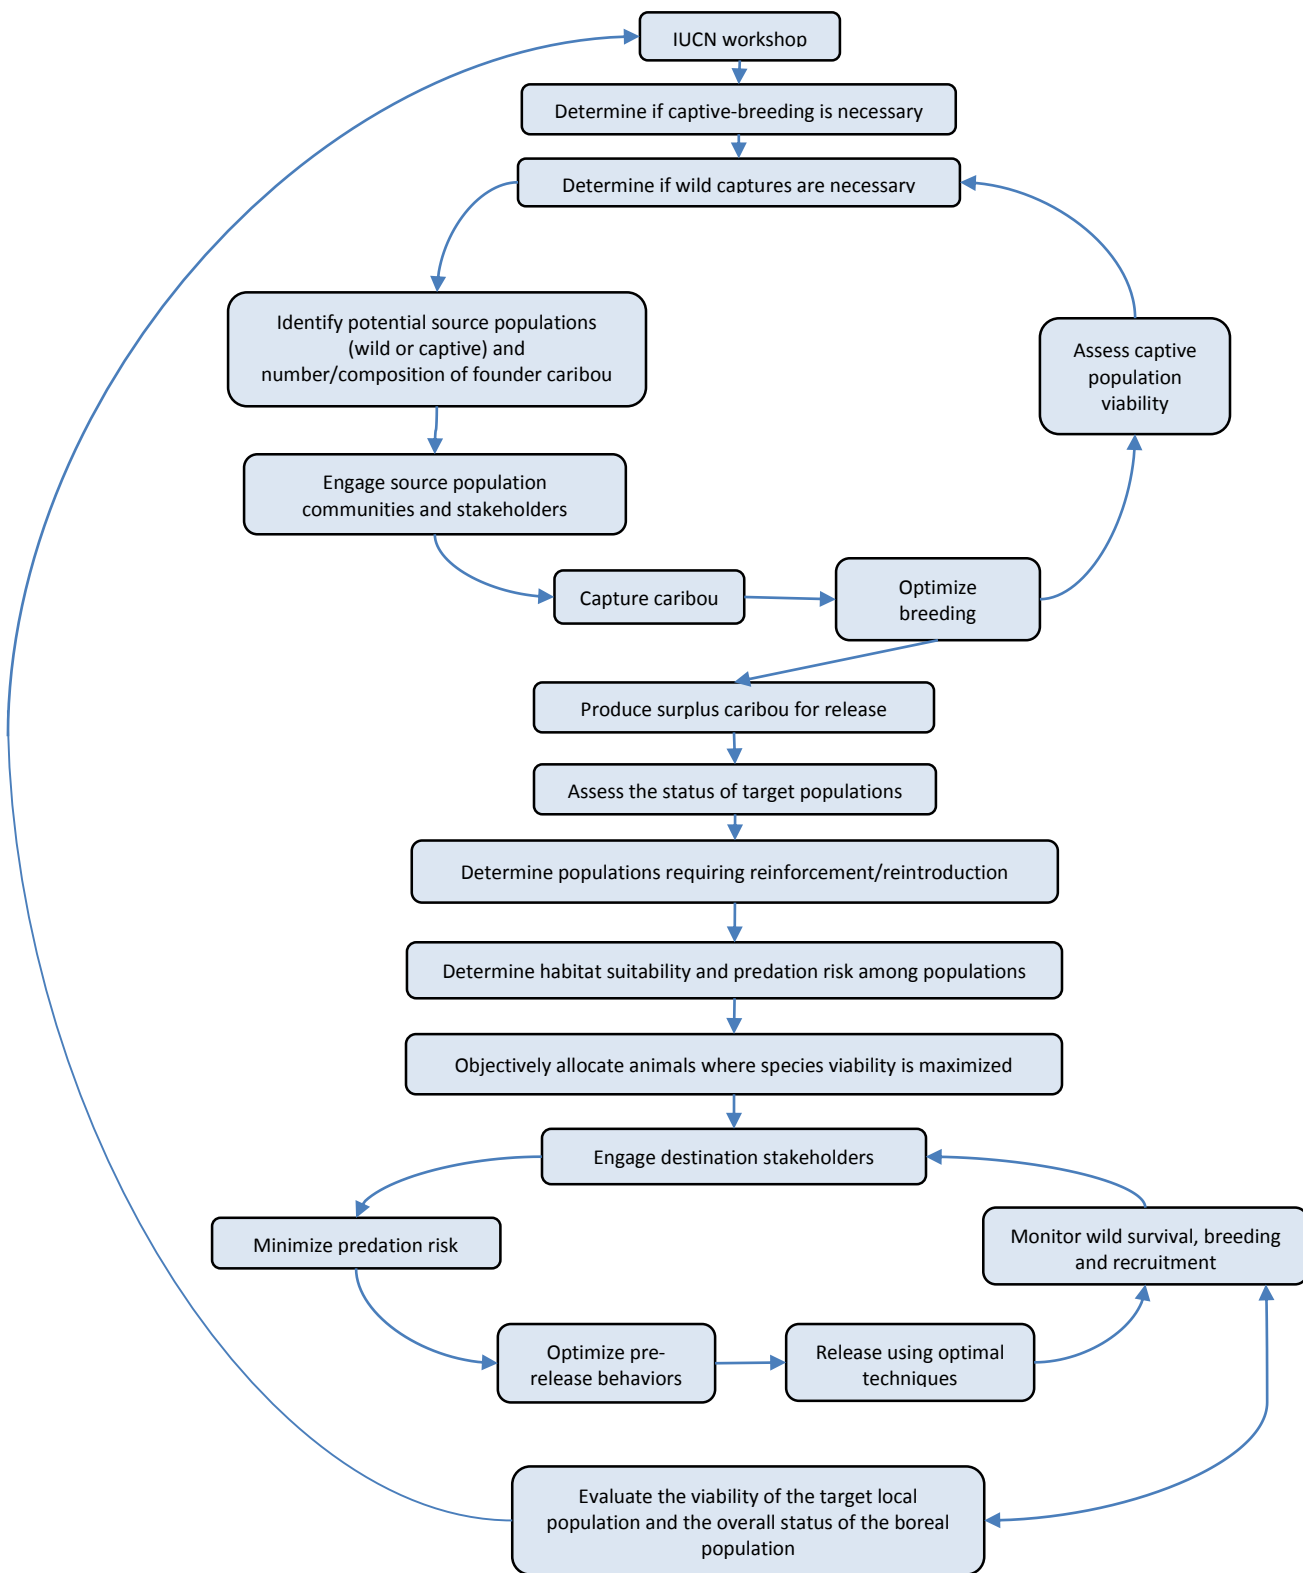 IUCN workshop
Determine if captive-breeding is necessary
Determine if wild captures are necessary
Identify potential source populations
(wild or captive) and
number/composition of founder caribou
Assess captive
population
viability
Engage source population
communities and stakeholders
Capture caribou
Optimize
breeding
Produce surplus caribou for release
Assess the status of target populations
Determine populations requiring reinforcement/reintroduction
Determine habitat suitability and predation risk among populations
Objectively allocate animals where species viability is maximized
Engage destination stakeholders
Minimize predation risk
Monitor wild survival, breeding
and recruitment
Optimize pre-
release behaviors
Release using optimal
techniques
Evaluate the viability of the target local
population and the overall status of the boreal
population